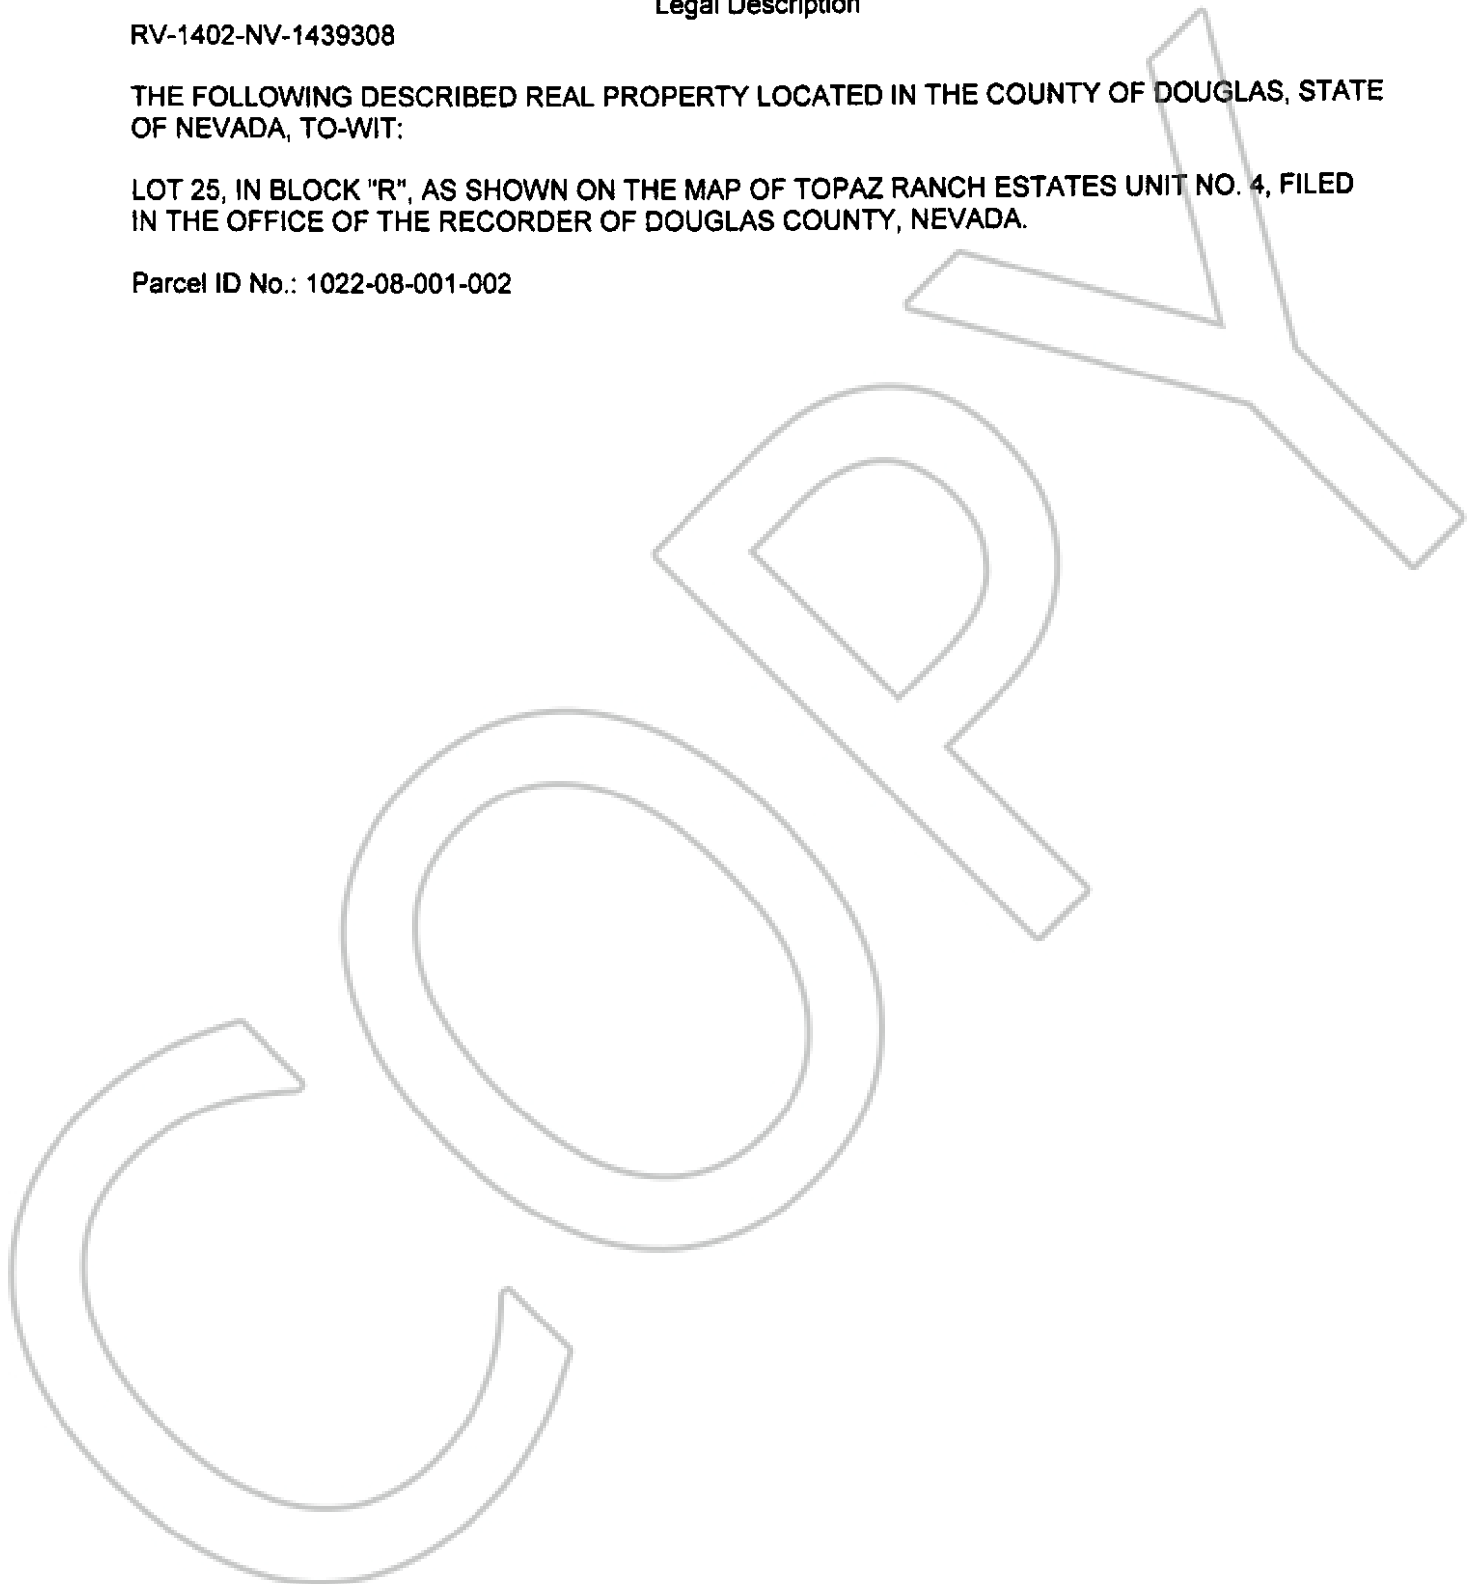 Legal Description
RV-1402-NV-1439308
THE FOLLOWING DESCRIBED REAL PROPERTY LOCATED IN THE COUNTY OF DOUGLAS, STATE
OF NEVADA, TO-WIT:
LOT 25, IN BLOCK "R", AS SHOWN ON THE MAP OF TOPAZ RANCH ESTATES UNIT NO. 4, FILED
IN THE OFFICE OF THE RECORDER OF DOUGLAS COUNTY, NEVADA.
Parcel ID No.: 1022-08-001-002
COPY